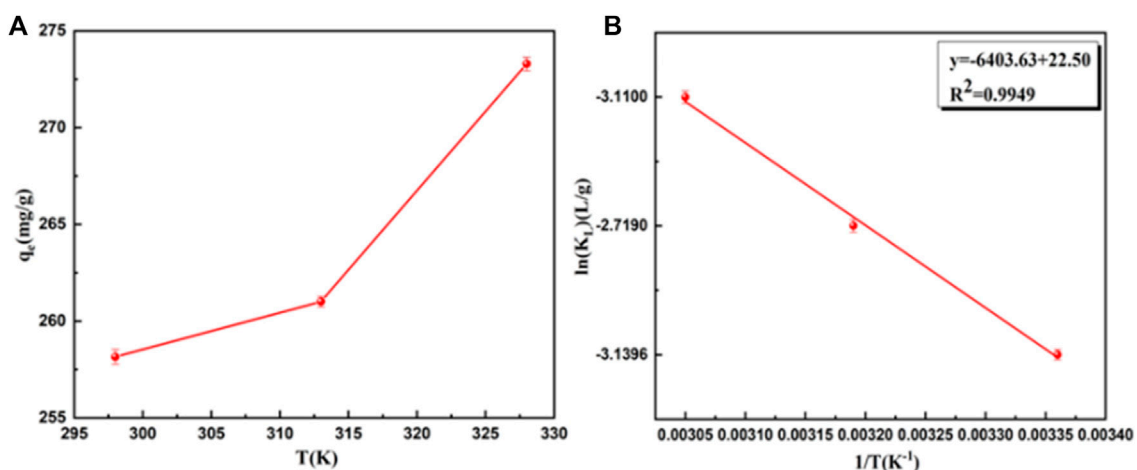 A
275
270
265
260
255
q_e(mg/g)
295 300 305 310 315 320 325 330
T(K)
B
y=-6403.63+22.50
R²=0.9949
-3.1100
-2.7190
-3.1396
ln(K_L)(L/g)
0.00305 0.00310 0.00315 0.00320 0.00325 0.00330 0.00335 0.00340
1/T(K⁻¹)